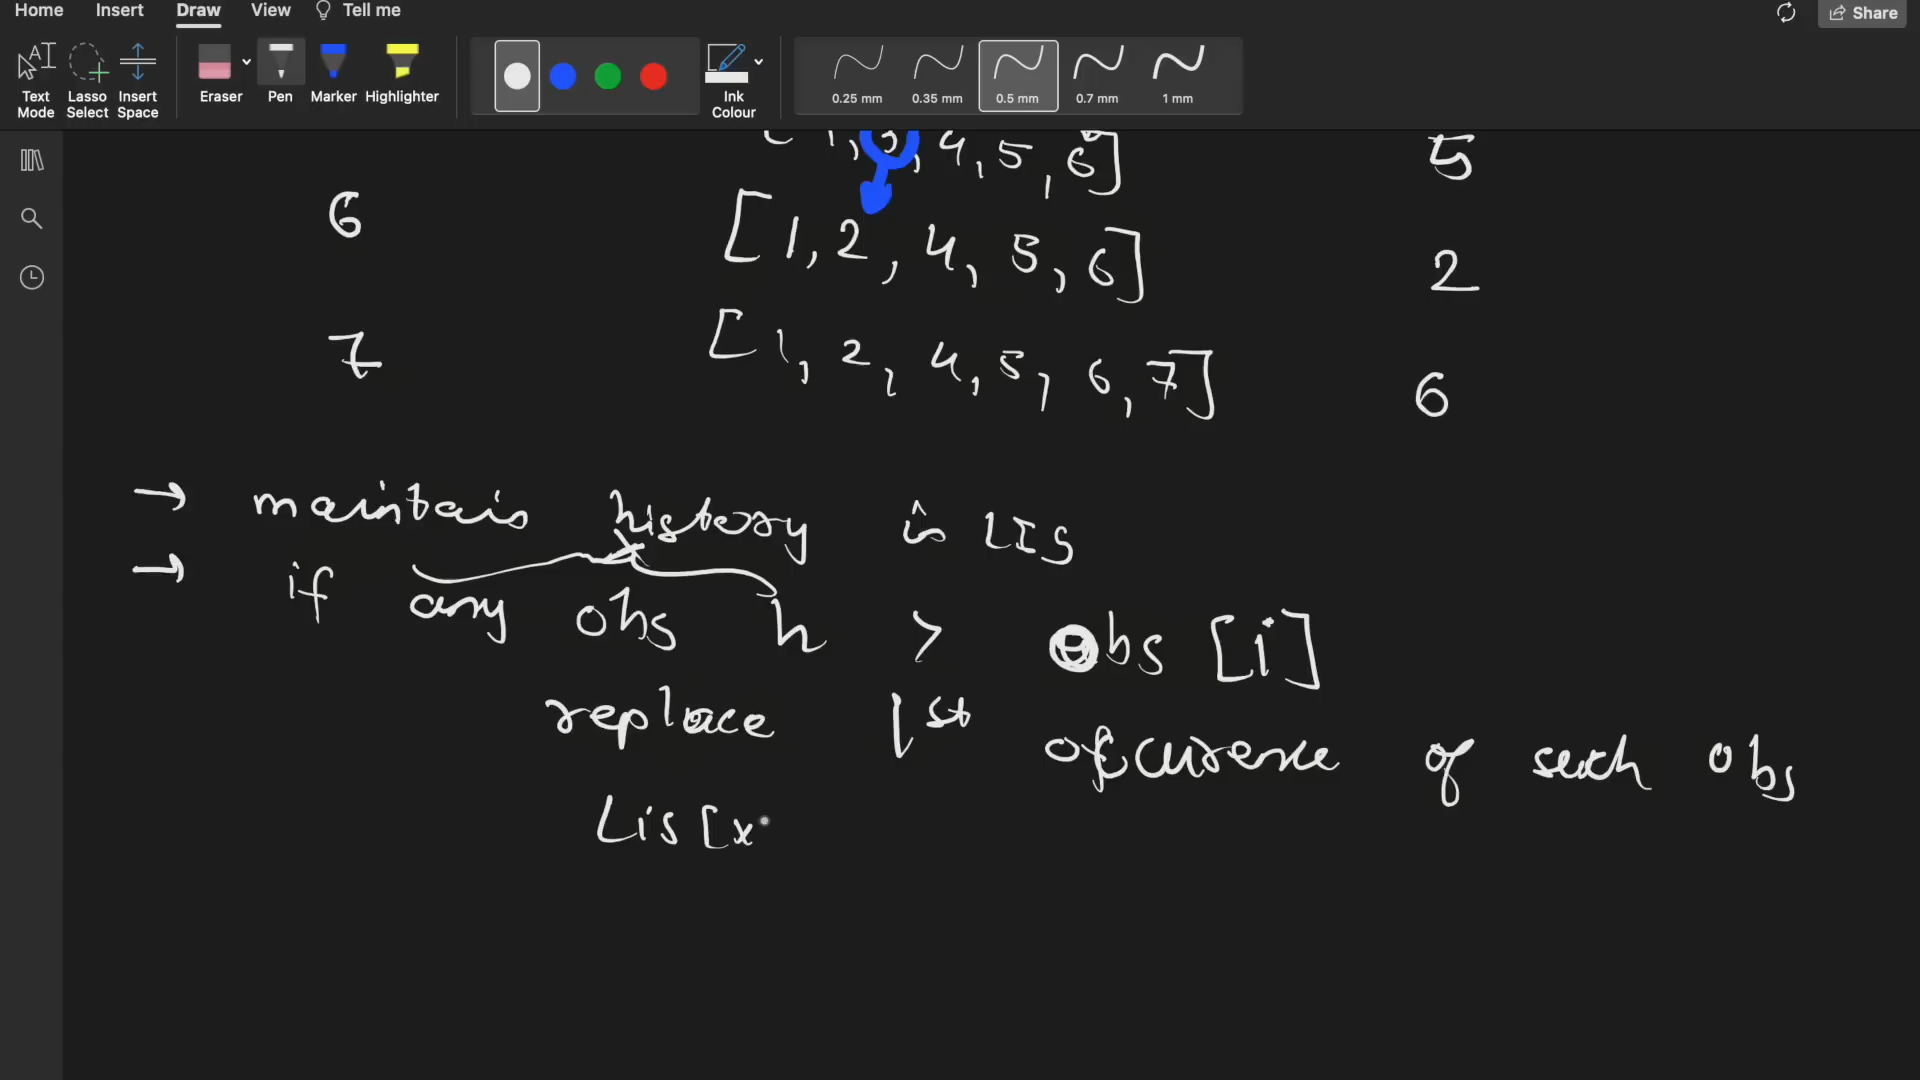 Home Insert Draw View Tell me Share
Text Mode Lasso Select Insert Space Eraser Pen Marker Highlighter Ink Colour 0.25 mm 0.35 mm 0.5 mm 0.7 mm 1 mm
[1, 3, 4, 5, 6] 5
6 [1, 2, 4, 5, 6] 2
7 [1, 2, 4, 5, 6, 7] 6
→ maintain history in LIS
→ if any obs h > obs [i]
replace 1st occurence of such obs
Lis [x